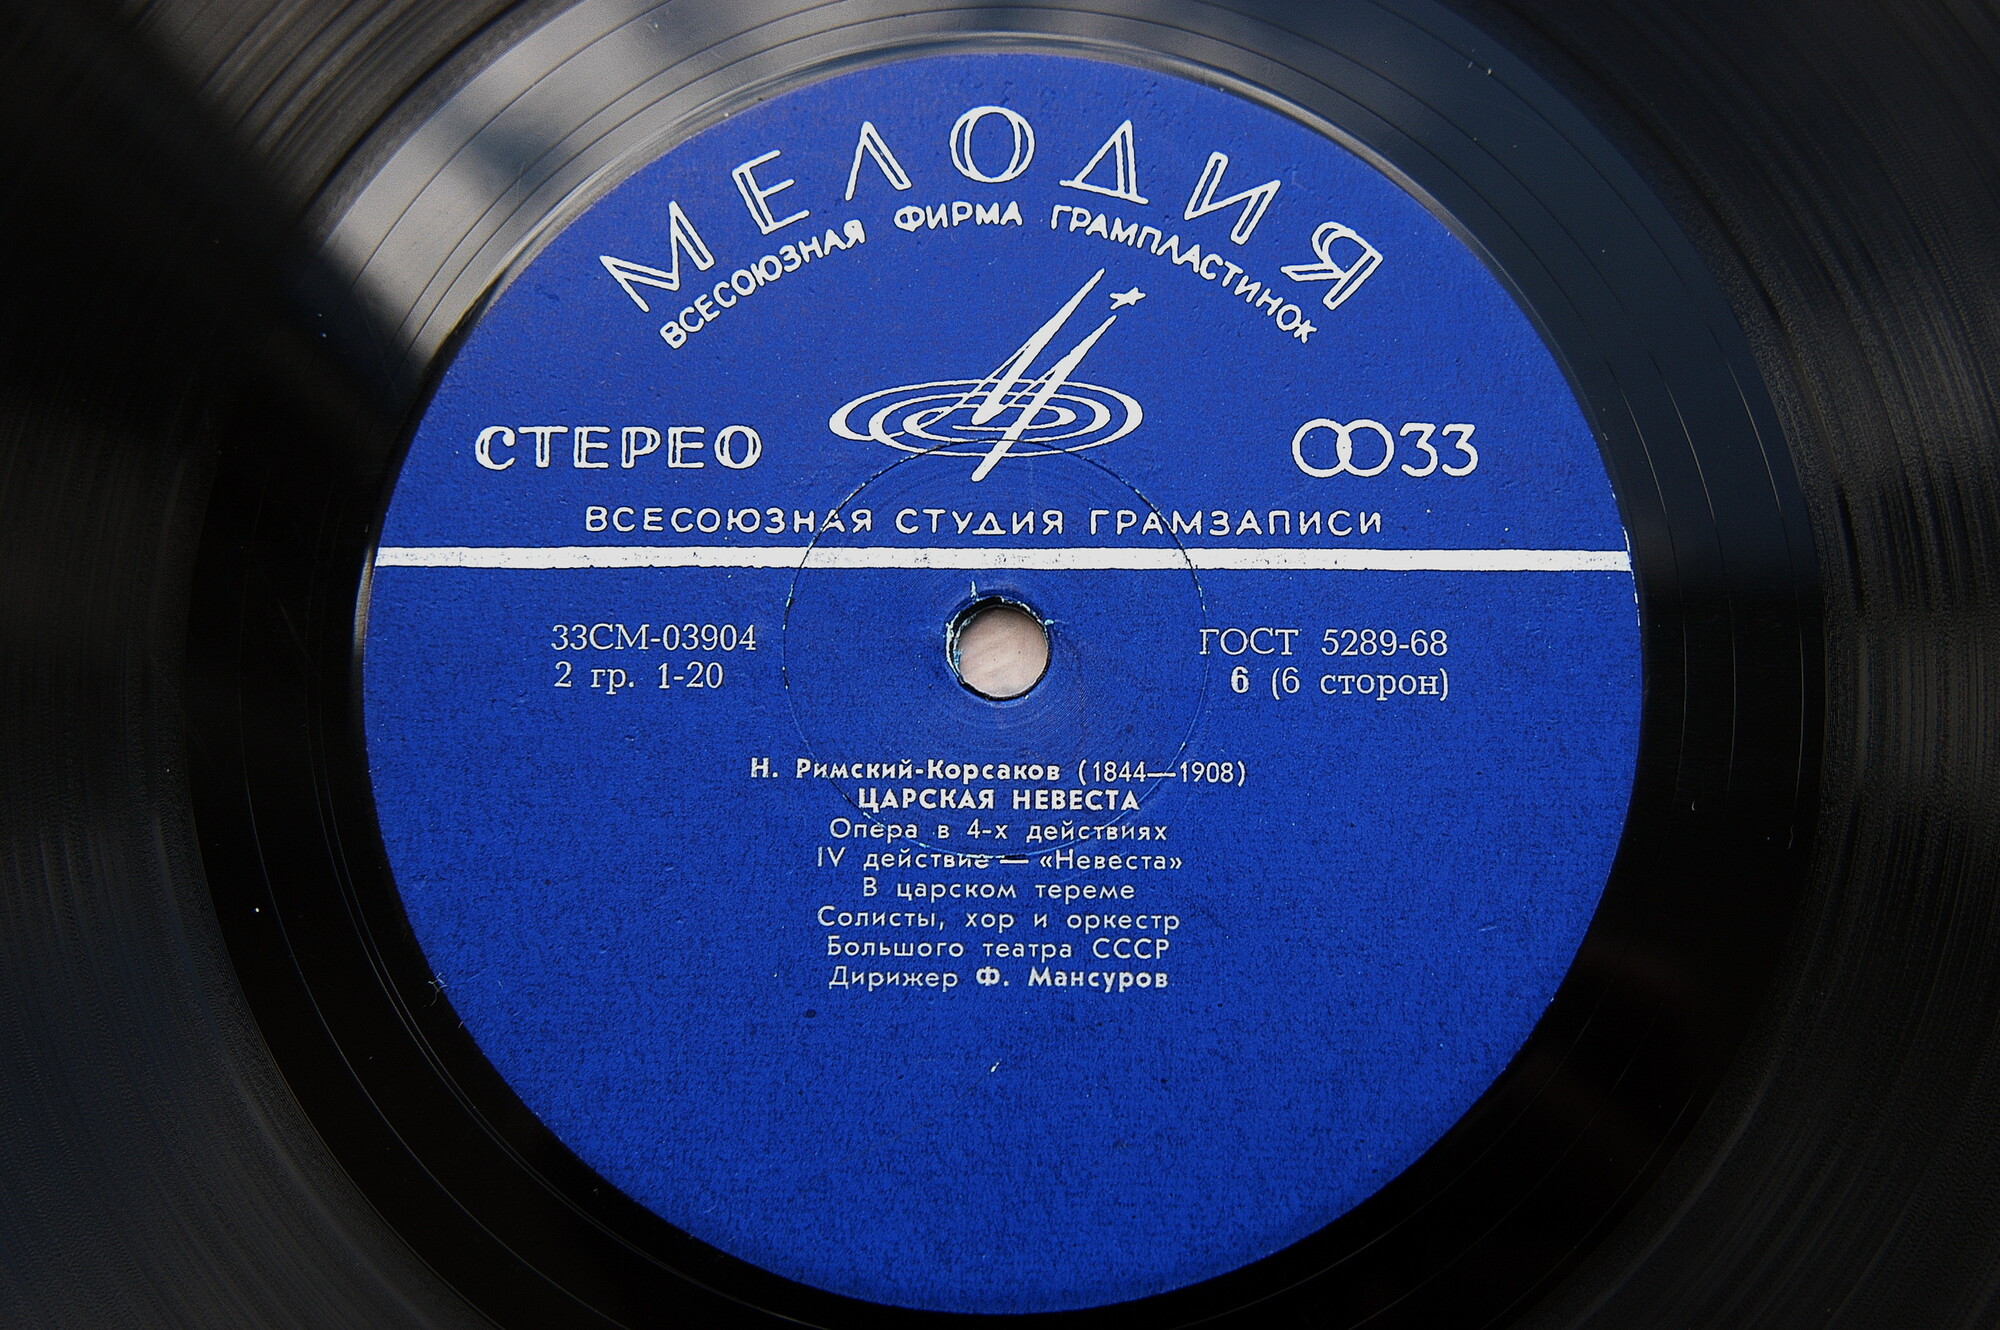 МЕЛОДИЯ
ВСЕСОЮЗНАЯ ФИРМА ГРАМПЛАСТИНОК
СТЕРЕО
33
ВСЕСОЮЗНАЯ СТУДИЯ ГРАМЗАПИСИ
33СМ-03904
2 гр. 1-20
ГОСТ 5289-68
6 (6 сторон)
Н. Римский-Корсаков (1844—1908)
ЦАРСКАЯ НЕВЕСТА
Опера в 4-х действиях
IV действие — «Невеста»
В царском тереме
Солисты, хор и оркестр
Большого театра СССР
Дирижер Ф. Мансуров